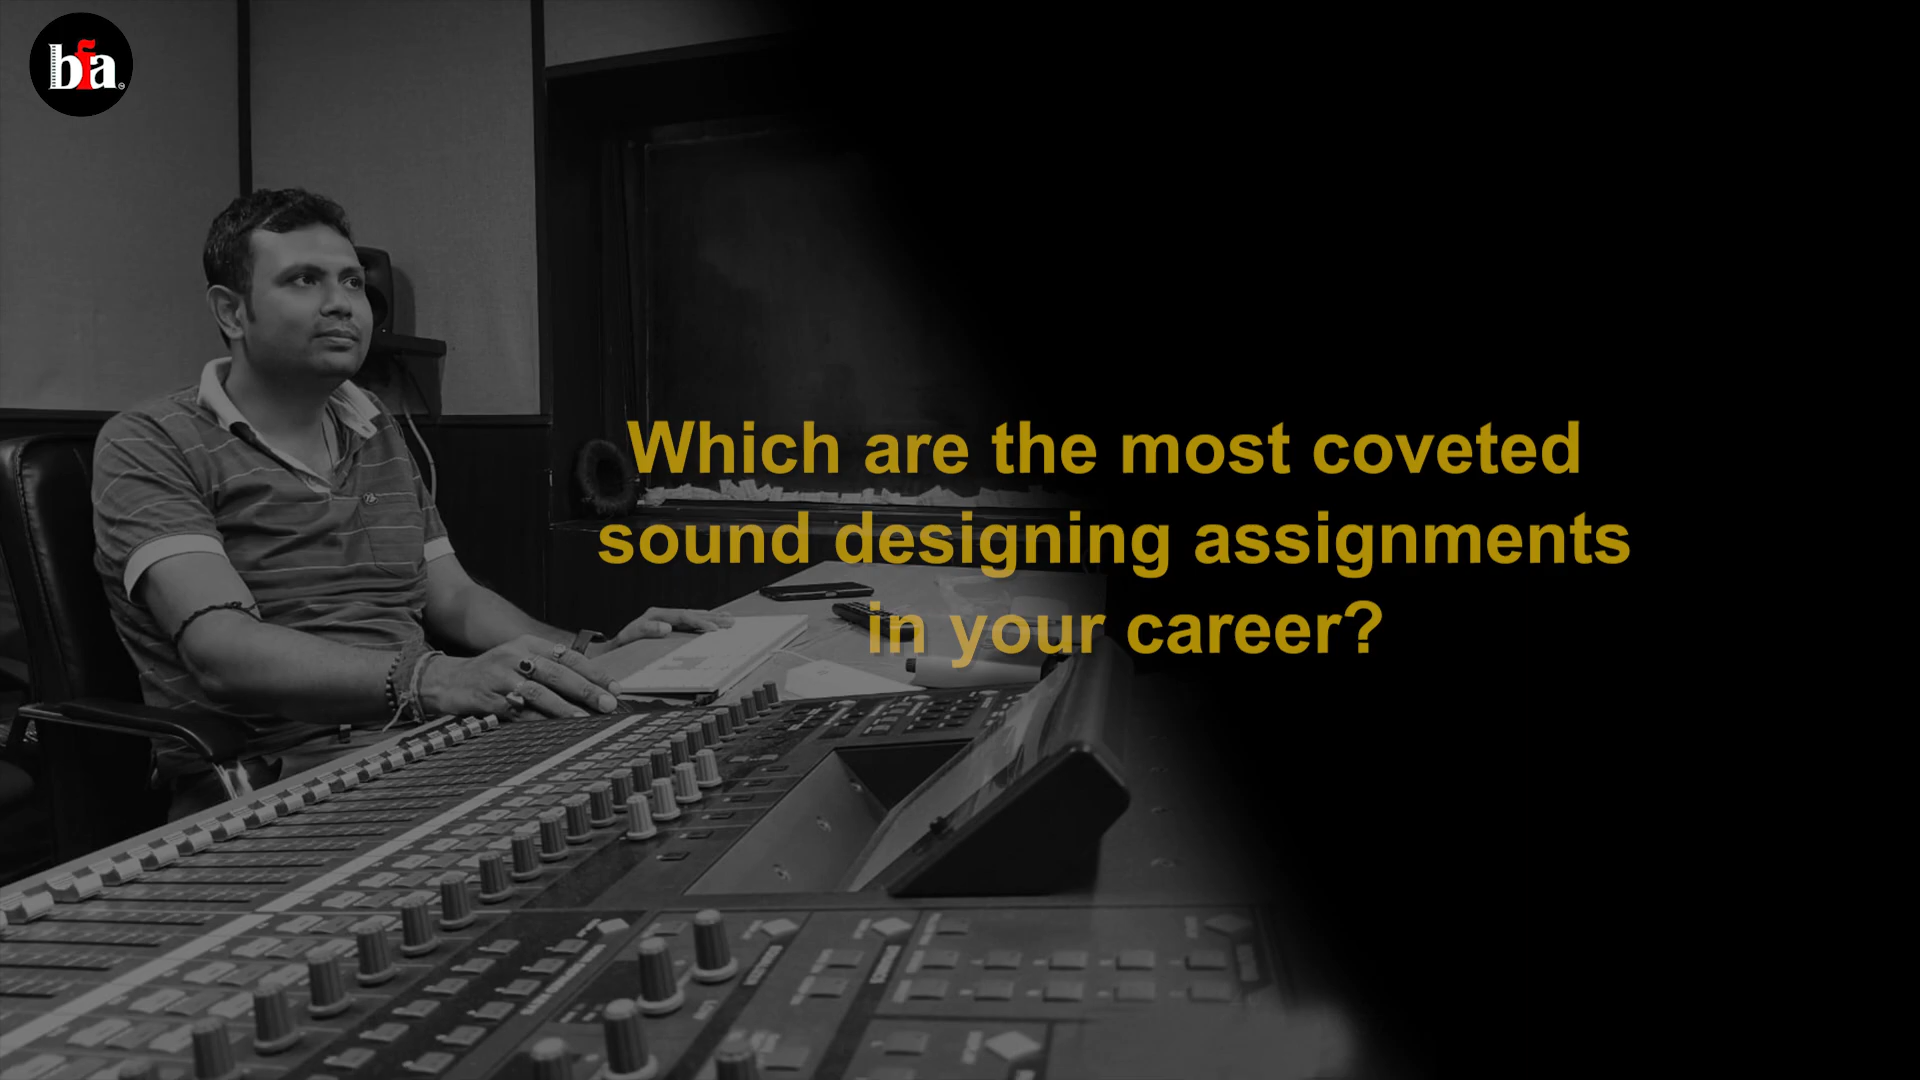 bfa
Which are the most coveted
sound designing assignments
in your career?